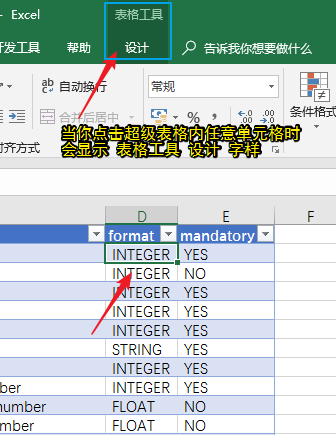 Excel
表格工具
开发工具 帮助 设计 告诉我你想要做什么
自动换行 常规
合并后居中
条件格式
对齐方式
当你点击超级表格内任意单元格时
会显示 表格工具 设计 字样
D E F
format mandatory
INTEGER YES
INTEGER NO
INTEGER YES
INTEGER YES
INTEGER YES
STRING YES
INTEGER YES
ber INTEGER YES
number FLOAT NO
umber FLOAT NO